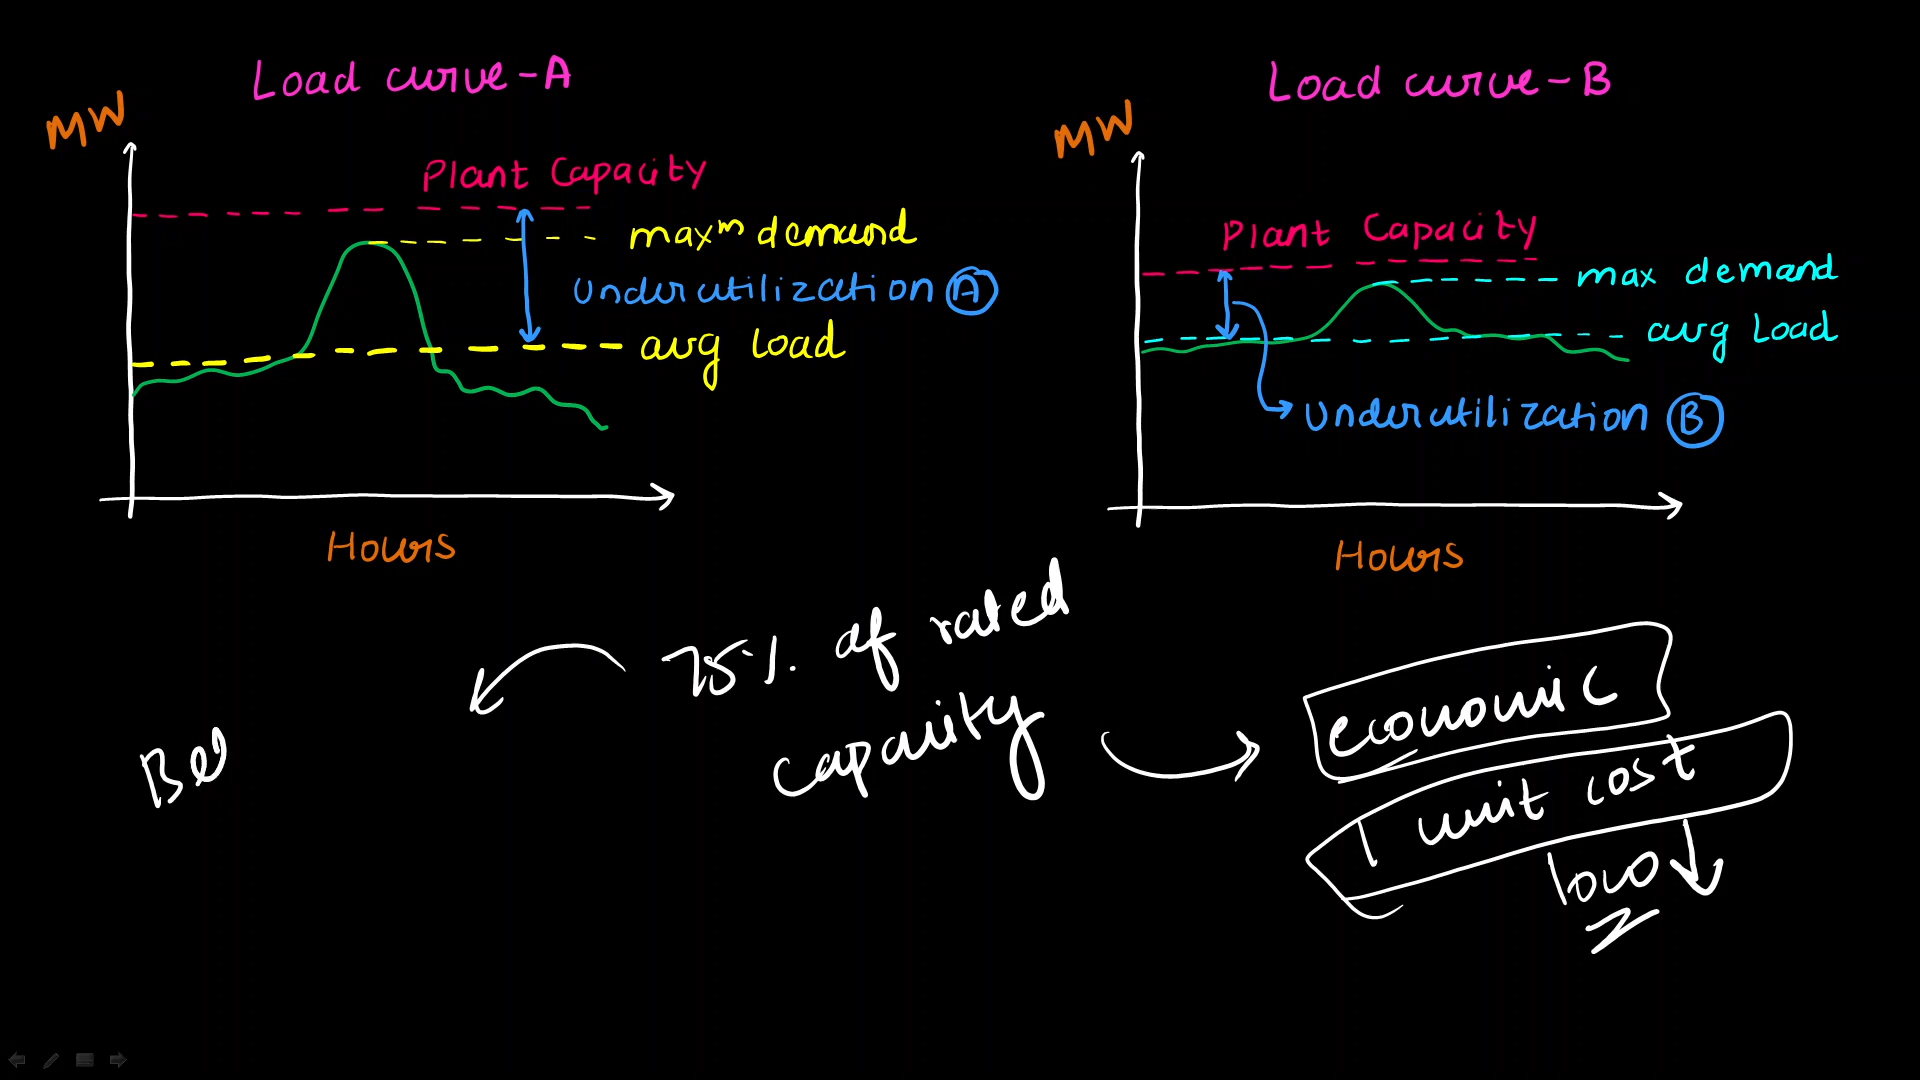 Load curve-A
MW
Plant Capacity
maxᵐ demand
Underutilization A
avg load
Hours
Load curve-B
MW
Plant Capacity
max demand
avg load
Underutilization B
Hours
75% of rated
capacity
economic
1 unit cost
low